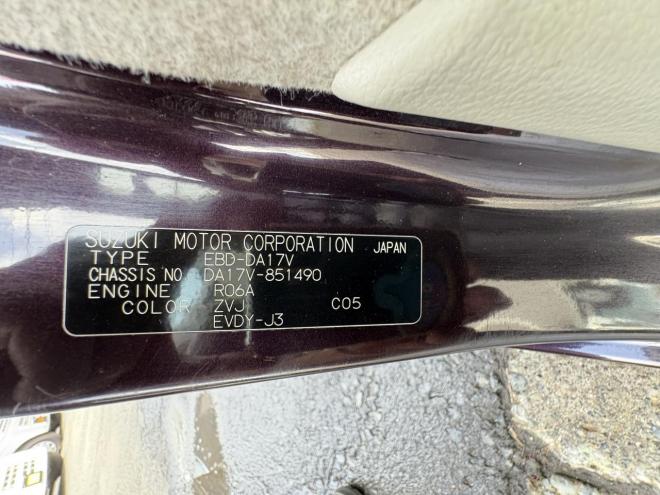 SUZUKI MOTOR CORPORATION JAPAN
TYPE EBD-DA17V
CHASSIS NO. DA17V-851490
ENGINE R06A
COLOR ZVJ C05
EVDY-J3